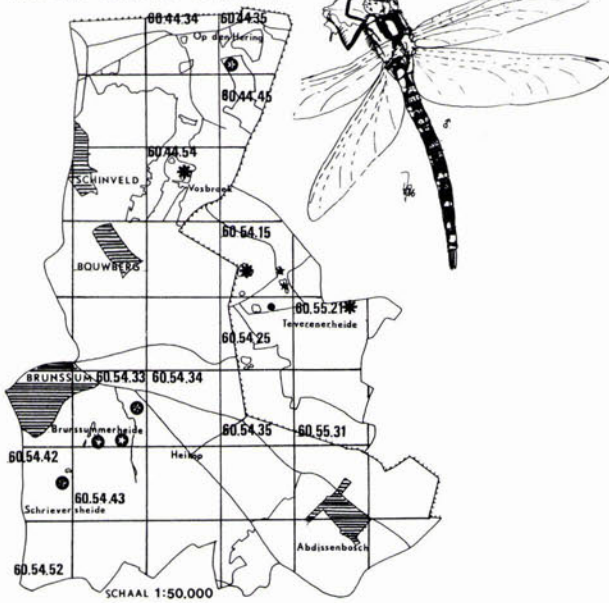 60.44.34 60.44.35
Op den Hering
60.44.45
60.44.54
SCHINVELD
Vosbroek
60.54.15
BOUWBERG
60.55.21
Teverenerheide
60.54.25
BRUNSSUM 60.54.33 60.54.34
Brunssummerheide
60.54.35 60.55.31
60.54.42
Heikop
60.54.43
Schrieversheide
Abdissenbosch
60.54.52
SCHAAL 1:50.000
♂